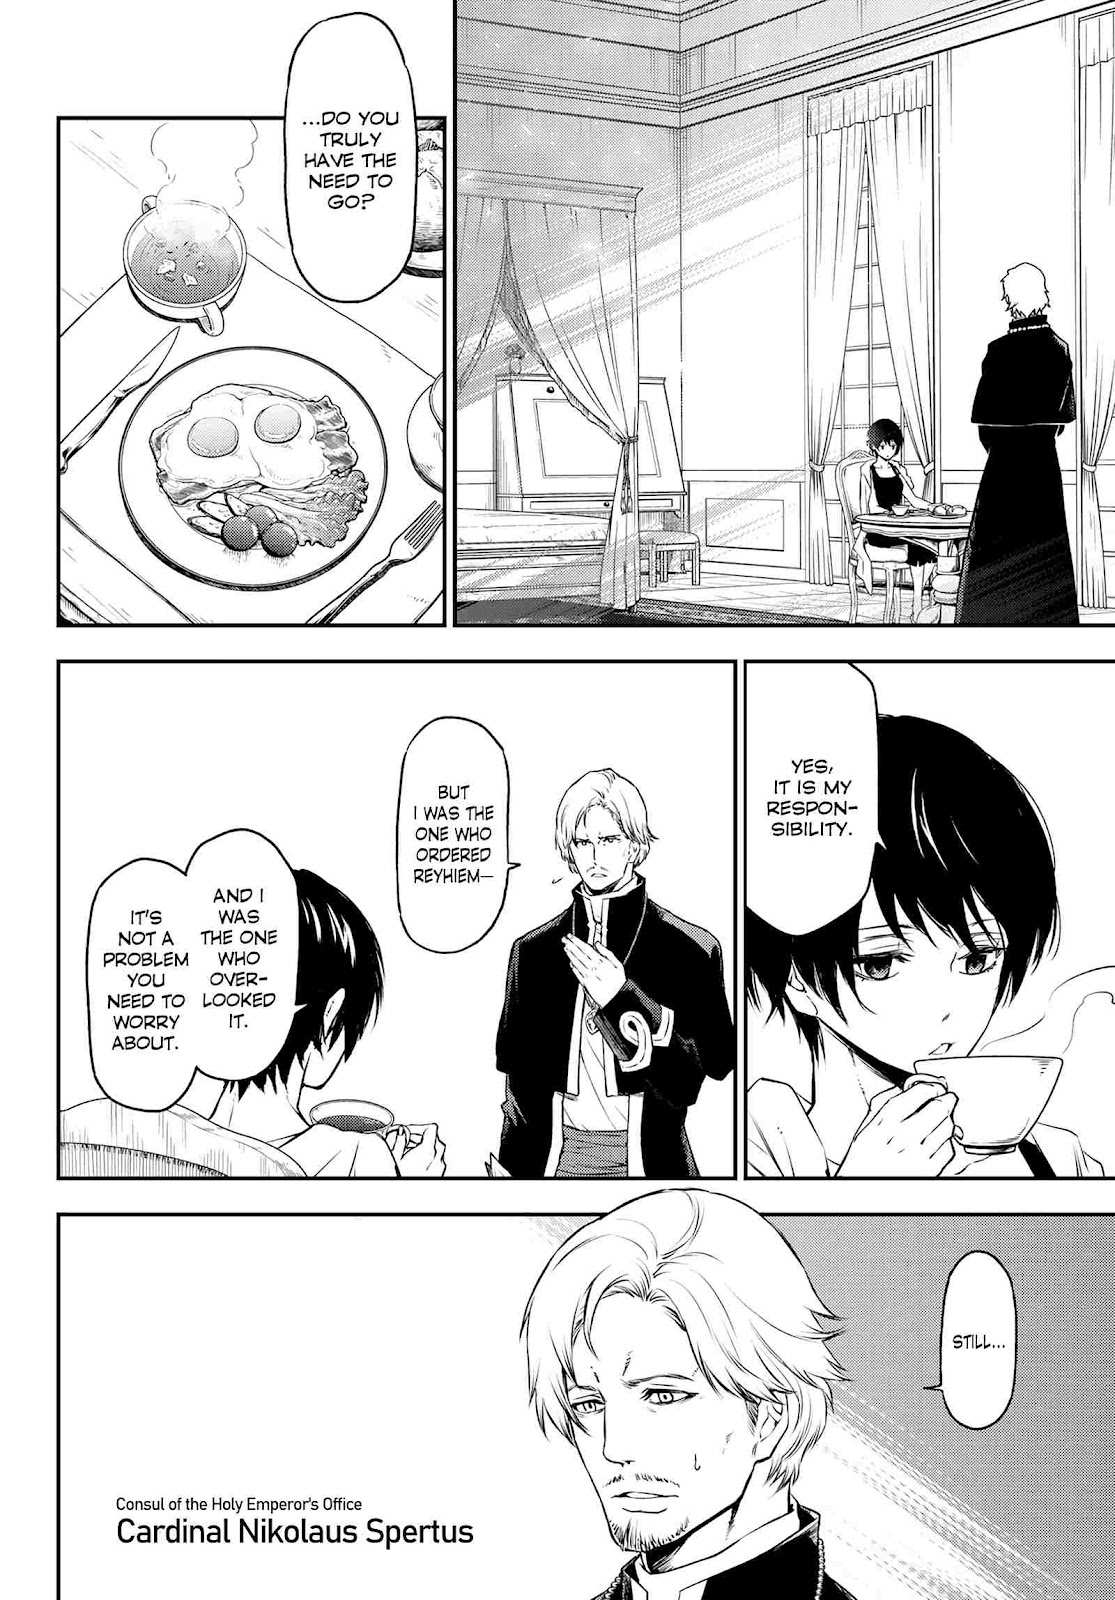 ...DO YOU
TRULY
HAVE THE
NEED TO
GO?
YES,
IT IS MY
RESPON-
SIBILITY.
BUT
I WAS THE
ONE WHO
ORDERED
REYHIEM—
AND I
WAS
THE ONE
WHO
OVER-
LOOKED
IT.
IT'S
NOT A
PROBLEM
YOU
NEED TO
WORRY
ABOUT.
STILL...
Consul of the Holy Emperor's Office
Cardinal Nikolaus Spertus